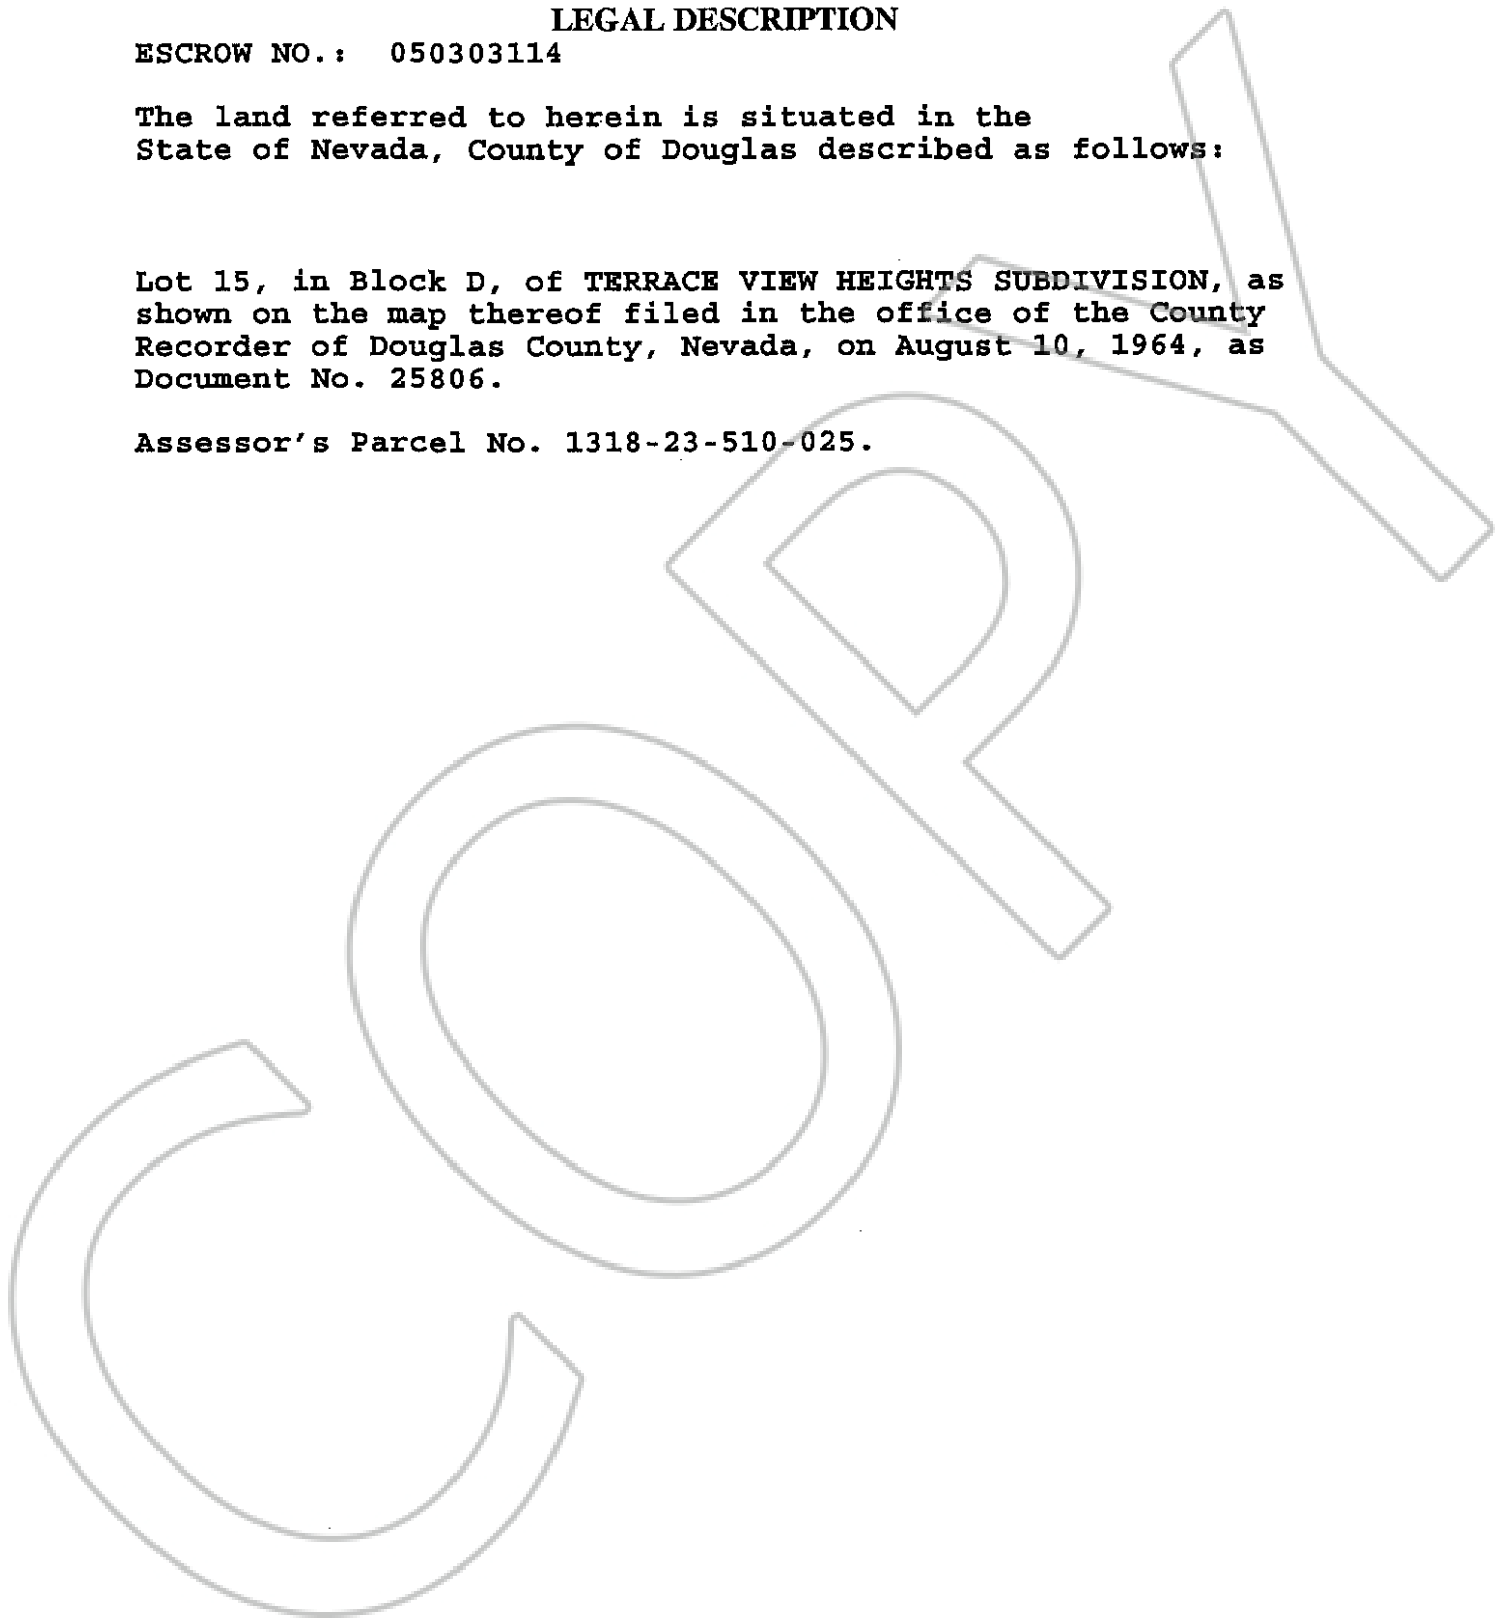 LEGAL DESCRIPTION
ESCROW NO.: 050303114
The land referred to herein is situated in the
State of Nevada, County of Douglas described as follows:
Lot 15, in Block D, of TERRACE VIEW HEIGHTS SUBDIVISION, as
shown on the map thereof filed in the office of the County
Recorder of Douglas County, Nevada, on August 10, 1964, as
Document No. 25806.
Assessor's Parcel No. 1318-23-510-025.
COPY